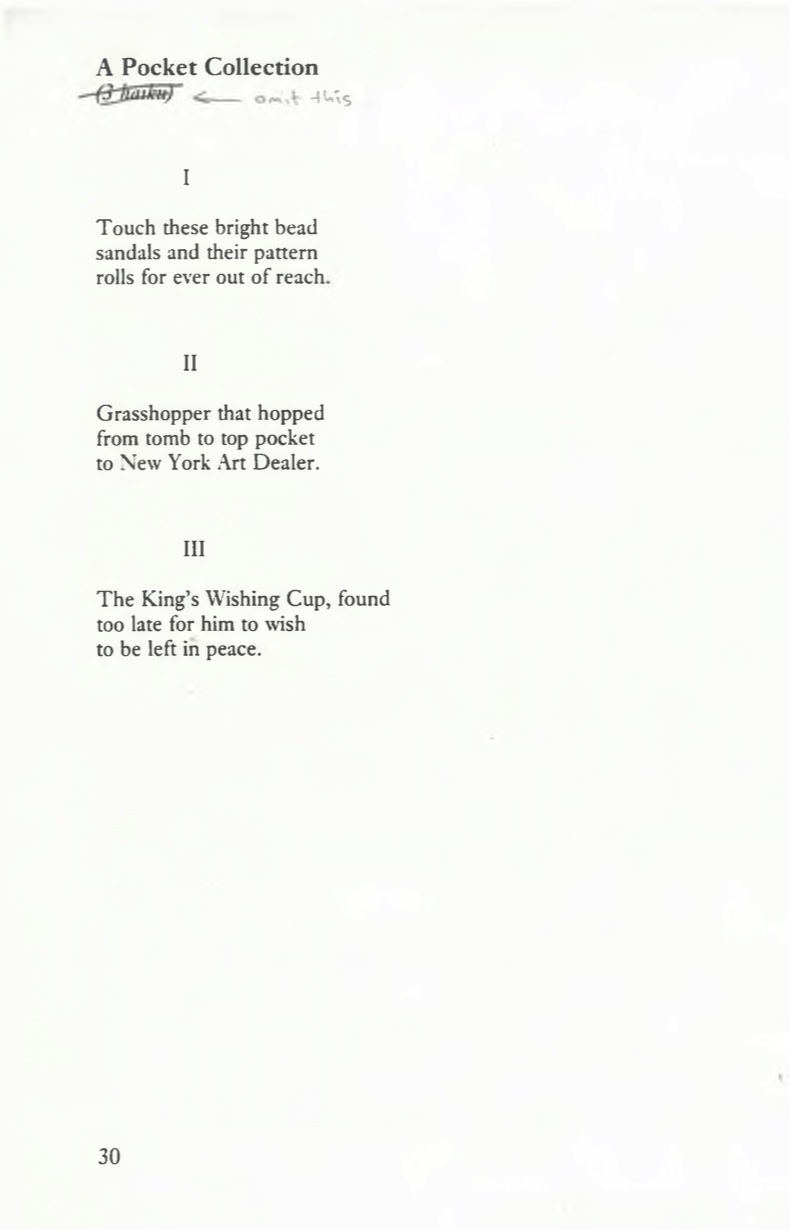 A Pocket Collection
(3 haiku) ← omit this
I
Touch these bright bead
sandals and their pattern
rolls for ever out of reach.
II
Grasshopper that hopped
from tomb to top pocket
to New York Art Dealer.
III
The King’s Wishing Cup, found
too late for him to wish
to be left in peace.
30